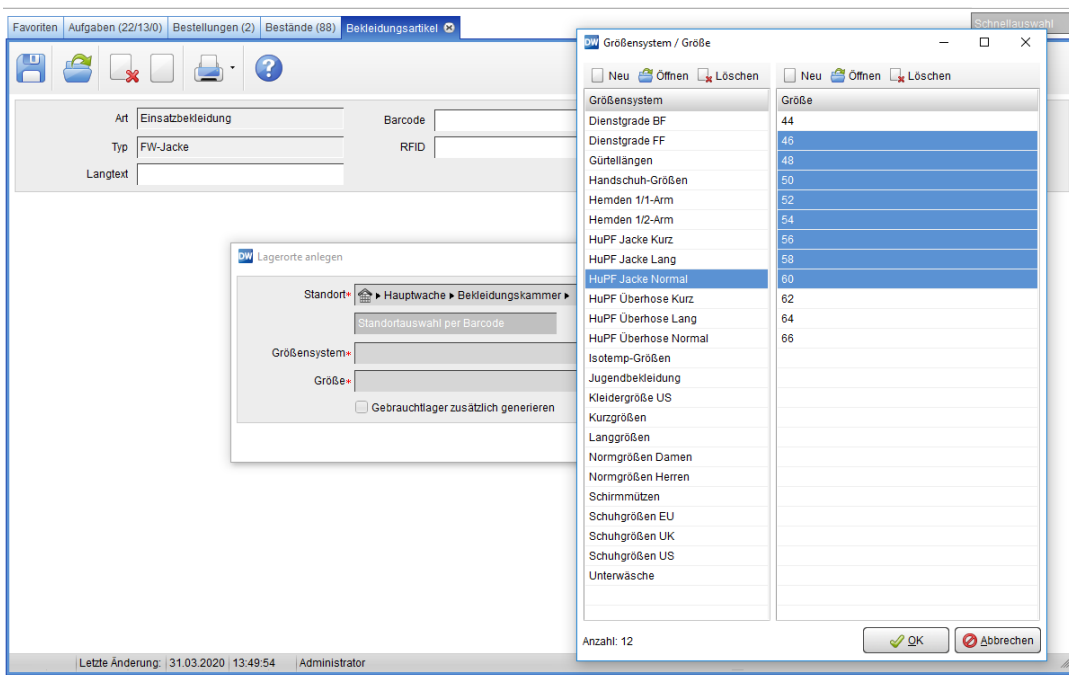 Favoriten Aufgaben (22/13/0) Bestellungen (2) Bestände (88) Bekleidungsartikel
Schnellauswahl
Art Einsatzbekleidung Barcode
Typ FW-Jacke RFID
Langtext
DW Lagerorte anlegen
Standort* Hauptwache Bekleidungskammer
Standortauswahl per Barcode
Größensystem*
Größe*
Gebrauchtlager zusätzlich generieren
DW Größensystem / Größe
Neu Öffnen Löschen Neu Öffnen Löschen
Größensystem Größe
Dienstgrade BF 44
Dienstgrade FF 46
Gürtellängen 48
Handschuh-Größen 50
Hemden 1/1-Arm 52
Hemden 1/2-Arm 54
HuPF Jacke Kurz 56
HuPF Jacke Lang 58
HuPF Jacke Normal 60
HuPF Überhose Kurz 62
HuPF Überhose Lang 64
HuPF Überhose Normal 66
Isotemp-Größen
Jugendbekleidung
Kleidergröße US
Kurzgrößen
Langgrößen
Normgrößen Damen
Normgrößen Herren
Schirmmützen
Schuhgrößen EU
Schuhgrößen UK
Schuhgrößen US
Unterwäsche
Anzahl: 12 OK Abbrechen
Letzte Änderung: 31.03.2020 13:49:54 Administrator